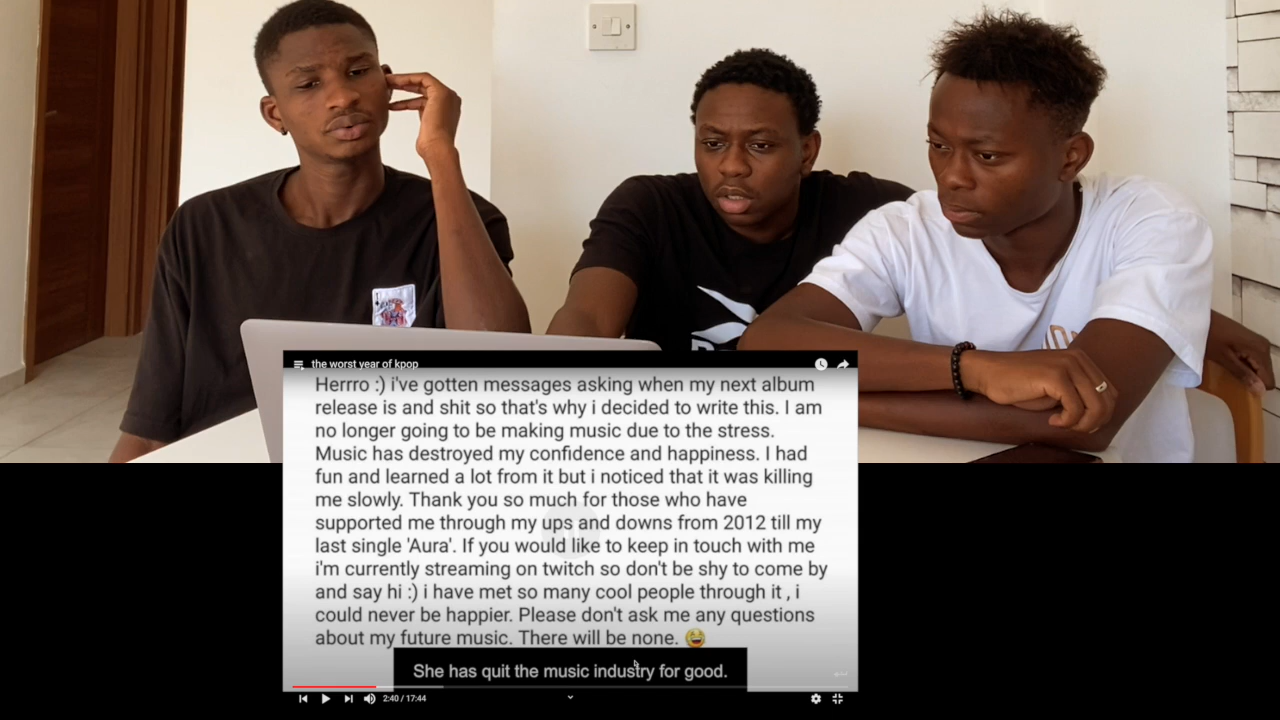 the worst year of kpop
Herrro :) i've gotten messages asking when my next album
release is and shit so that's why i decided to write this. I am
no longer going to be making music due to the stress.
Music has destroyed my confidence and happiness. I had
fun and learned a lot from it but i noticed that it was killing
me slowly. Thank you so much for those who have
supported me through my ups and downs from 2012 till my
last single 'Aura'. If you would like to keep in touch with me
i'm currently streaming on twitch so don't be shy to come by
and say hi :) i have met so many cool people through it , i
could never be happier. Please don't ask me any questions
about my future music. There will be none. 😂
She has quit the music industry for good.
2:40 / 17:44